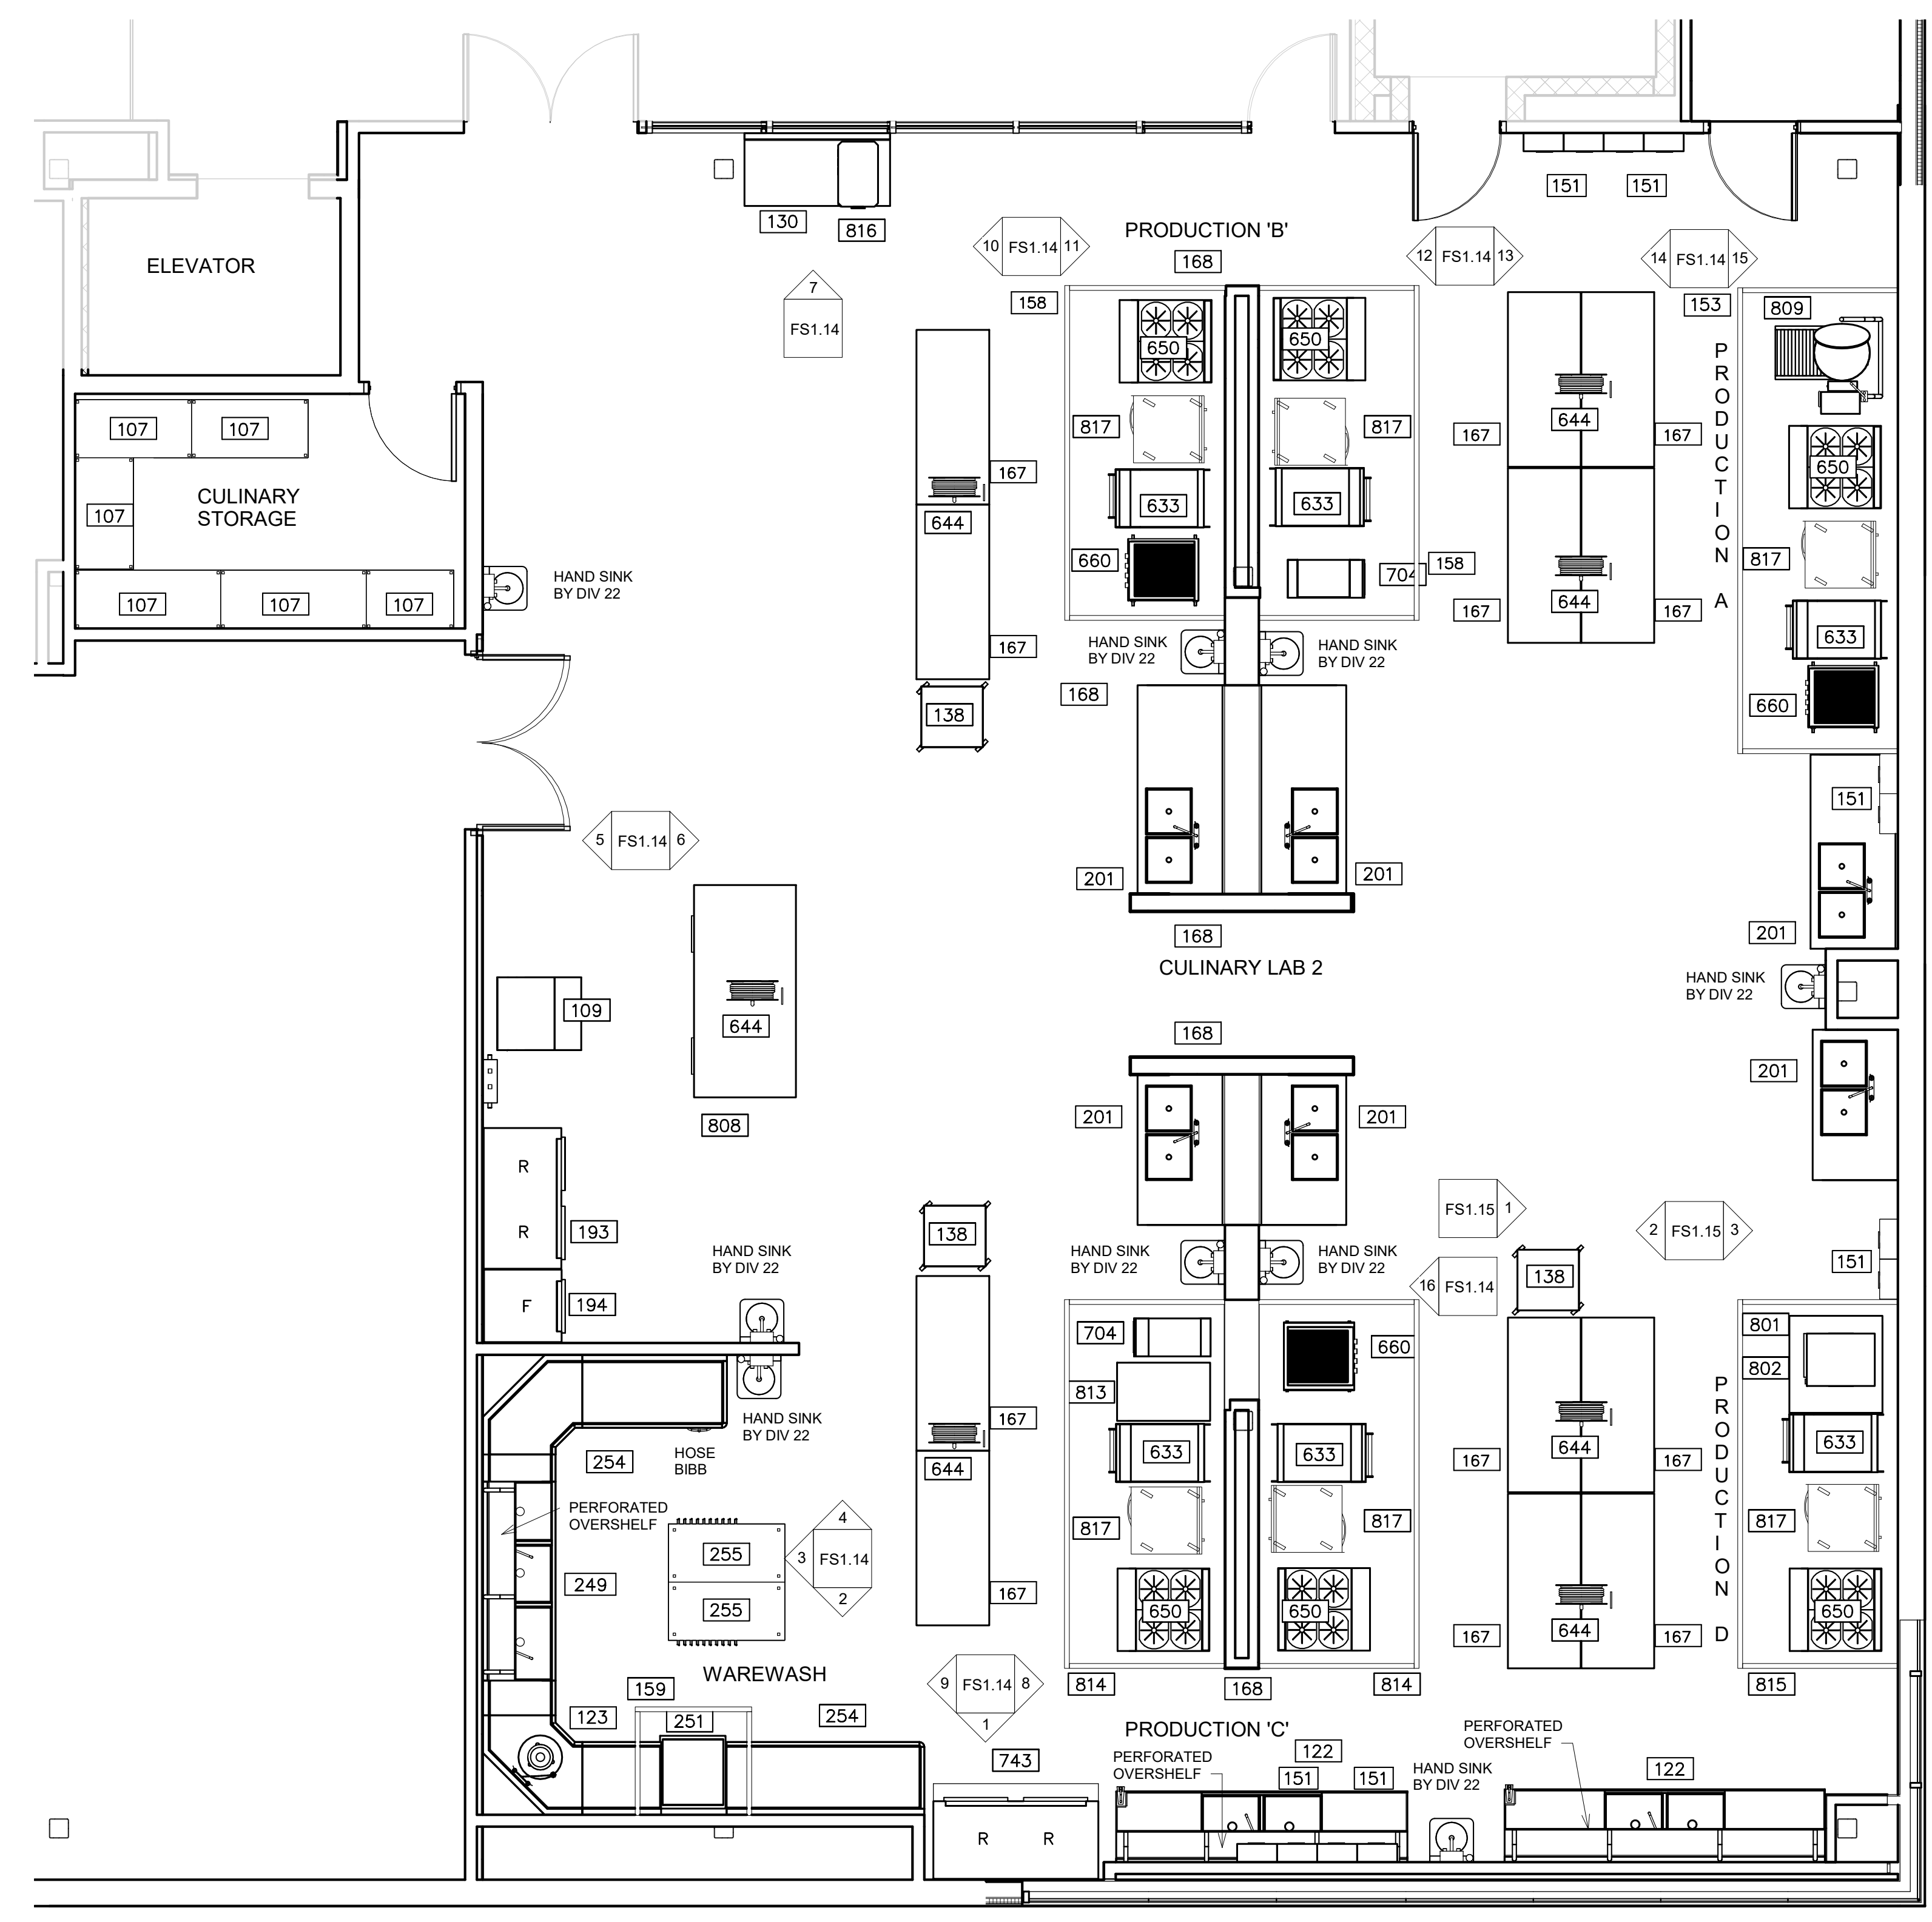 151
151
130
816
PRODUCTION 'B'
10
FS1.14
11
12
FS1.14
13
14
FS1.14
15
168
ELEVATOR
7
FS1.14
158
153
809
650
650
PRODUCTION A
644
817
817
167
167
107
107
650
167
633
633
CULINARY
STORAGE
107
644
660
704
158
817
HAND SINK
BY DIV 22
107
107
107
644
167
167
633
HAND SINK
BY DIV 22
HAND SINK
BY DIV 22
167
168
138
660
151
5
FS1.14
6
201
201
201
168
CULINARY LAB 2
HAND SINK
BY DIV 22
109
644
168
201
808
201
201
R
R
193
138
FS1.15
1
2
FS1.15
3
HAND SINK
BY DIV 22
HAND SINK
BY DIV 22
HAND SINK
BY DIV 22
151
16
FS1.14
138
F
194
704
660
801
802
813
PRODUCTION D
HAND SINK
BY DIV 22
167
254
HOSE
BIBB
644
633
633
644
633
167
167
PERFORATED
OVERSHELF
4
3
FS1.14
2
255
817
817
817
249
255
167
650
650
650
644
167
167
WAREWASH
9
FS1.14
8
1
159
814
168
814
815
123
251
254
PRODUCTION 'C'
PERFORATED
OVERSHELF
743
PERFORATED
OVERSHELF
122
151
151
HAND SINK
BY DIV 22
122
R
R